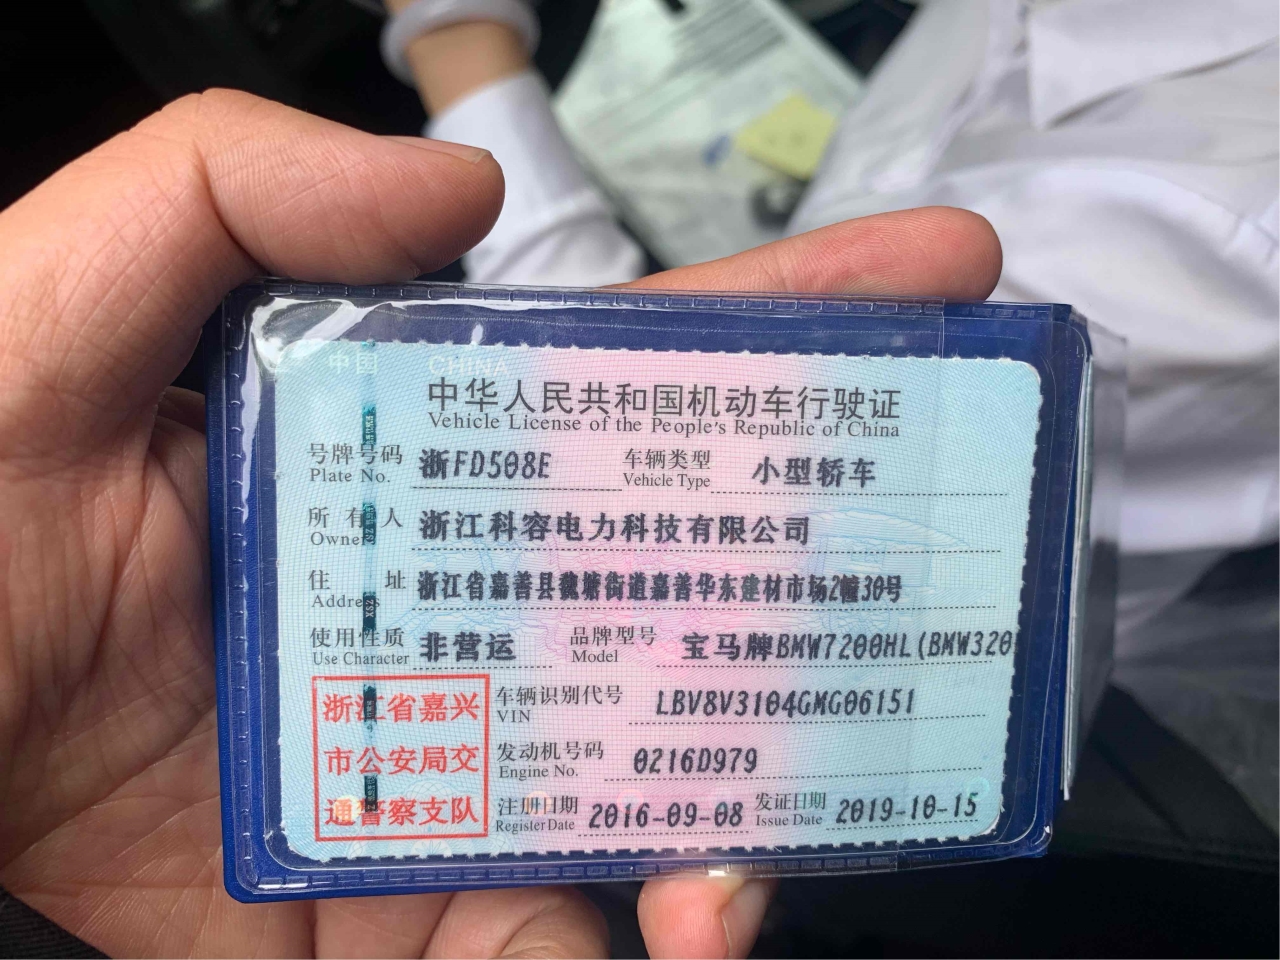 中国 CHINA
中华人民共和国机动车行驶证
Vehicle License of the People's Republic of China
号牌号码 浙FD508E 车辆类型 小型轿车
Plate No. Vehicle Type
所有人 浙江科容电力科技有限公司
Owner
住址 浙江省嘉善县魏塘街道嘉善华东建材市场2幢30号
Address
使用性质 非营运 品牌型号 宝马牌BMW7200HL(BMW320
Use Character Model
浙江省嘉兴
市公安局交
通警察支队
车辆识别代号 LBV8V3104GMG06151
VIN
发动机号码 0216D979
Engine No.
注册日期 2016-09-08 发证日期 2019-10-15
Register Date Issue Date